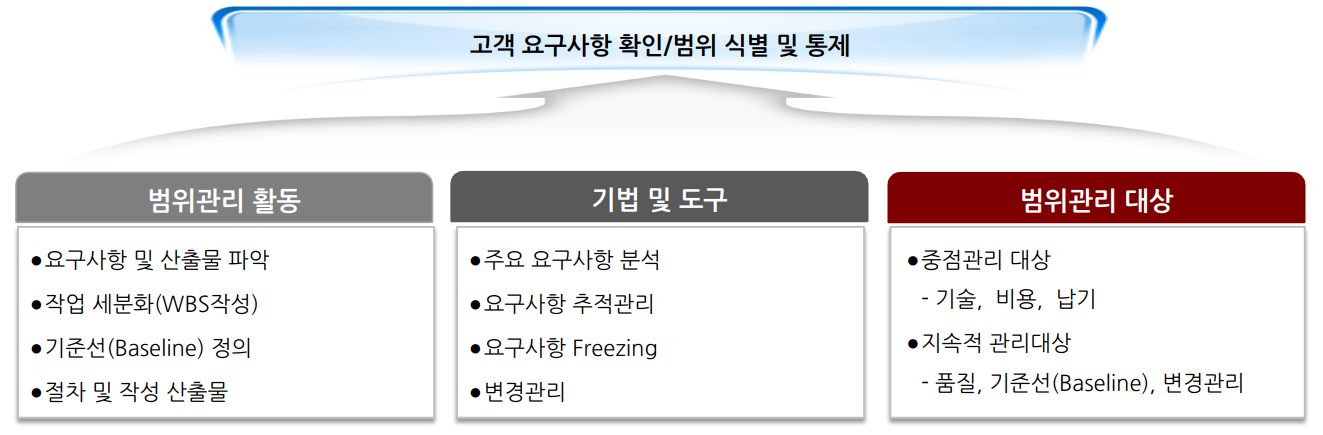 고객 요구사항 확인/범위 식별 및 통제
범위관리 활동
●요구사항 및 산출물 파악
●작업 세분화(WBS작성)
●기준선(Baseline) 정의
●절차 및 작성 산출물
기법 및 도구
●주요 요구사항 분석
●요구사항 추적관리
●요구사항 Freezing
●변경관리
범위관리 대상
●중점관리 대상
- 기술, 비용, 납기
●지속적 관리대상
- 품질, 기준선(Baseline), 변경관리